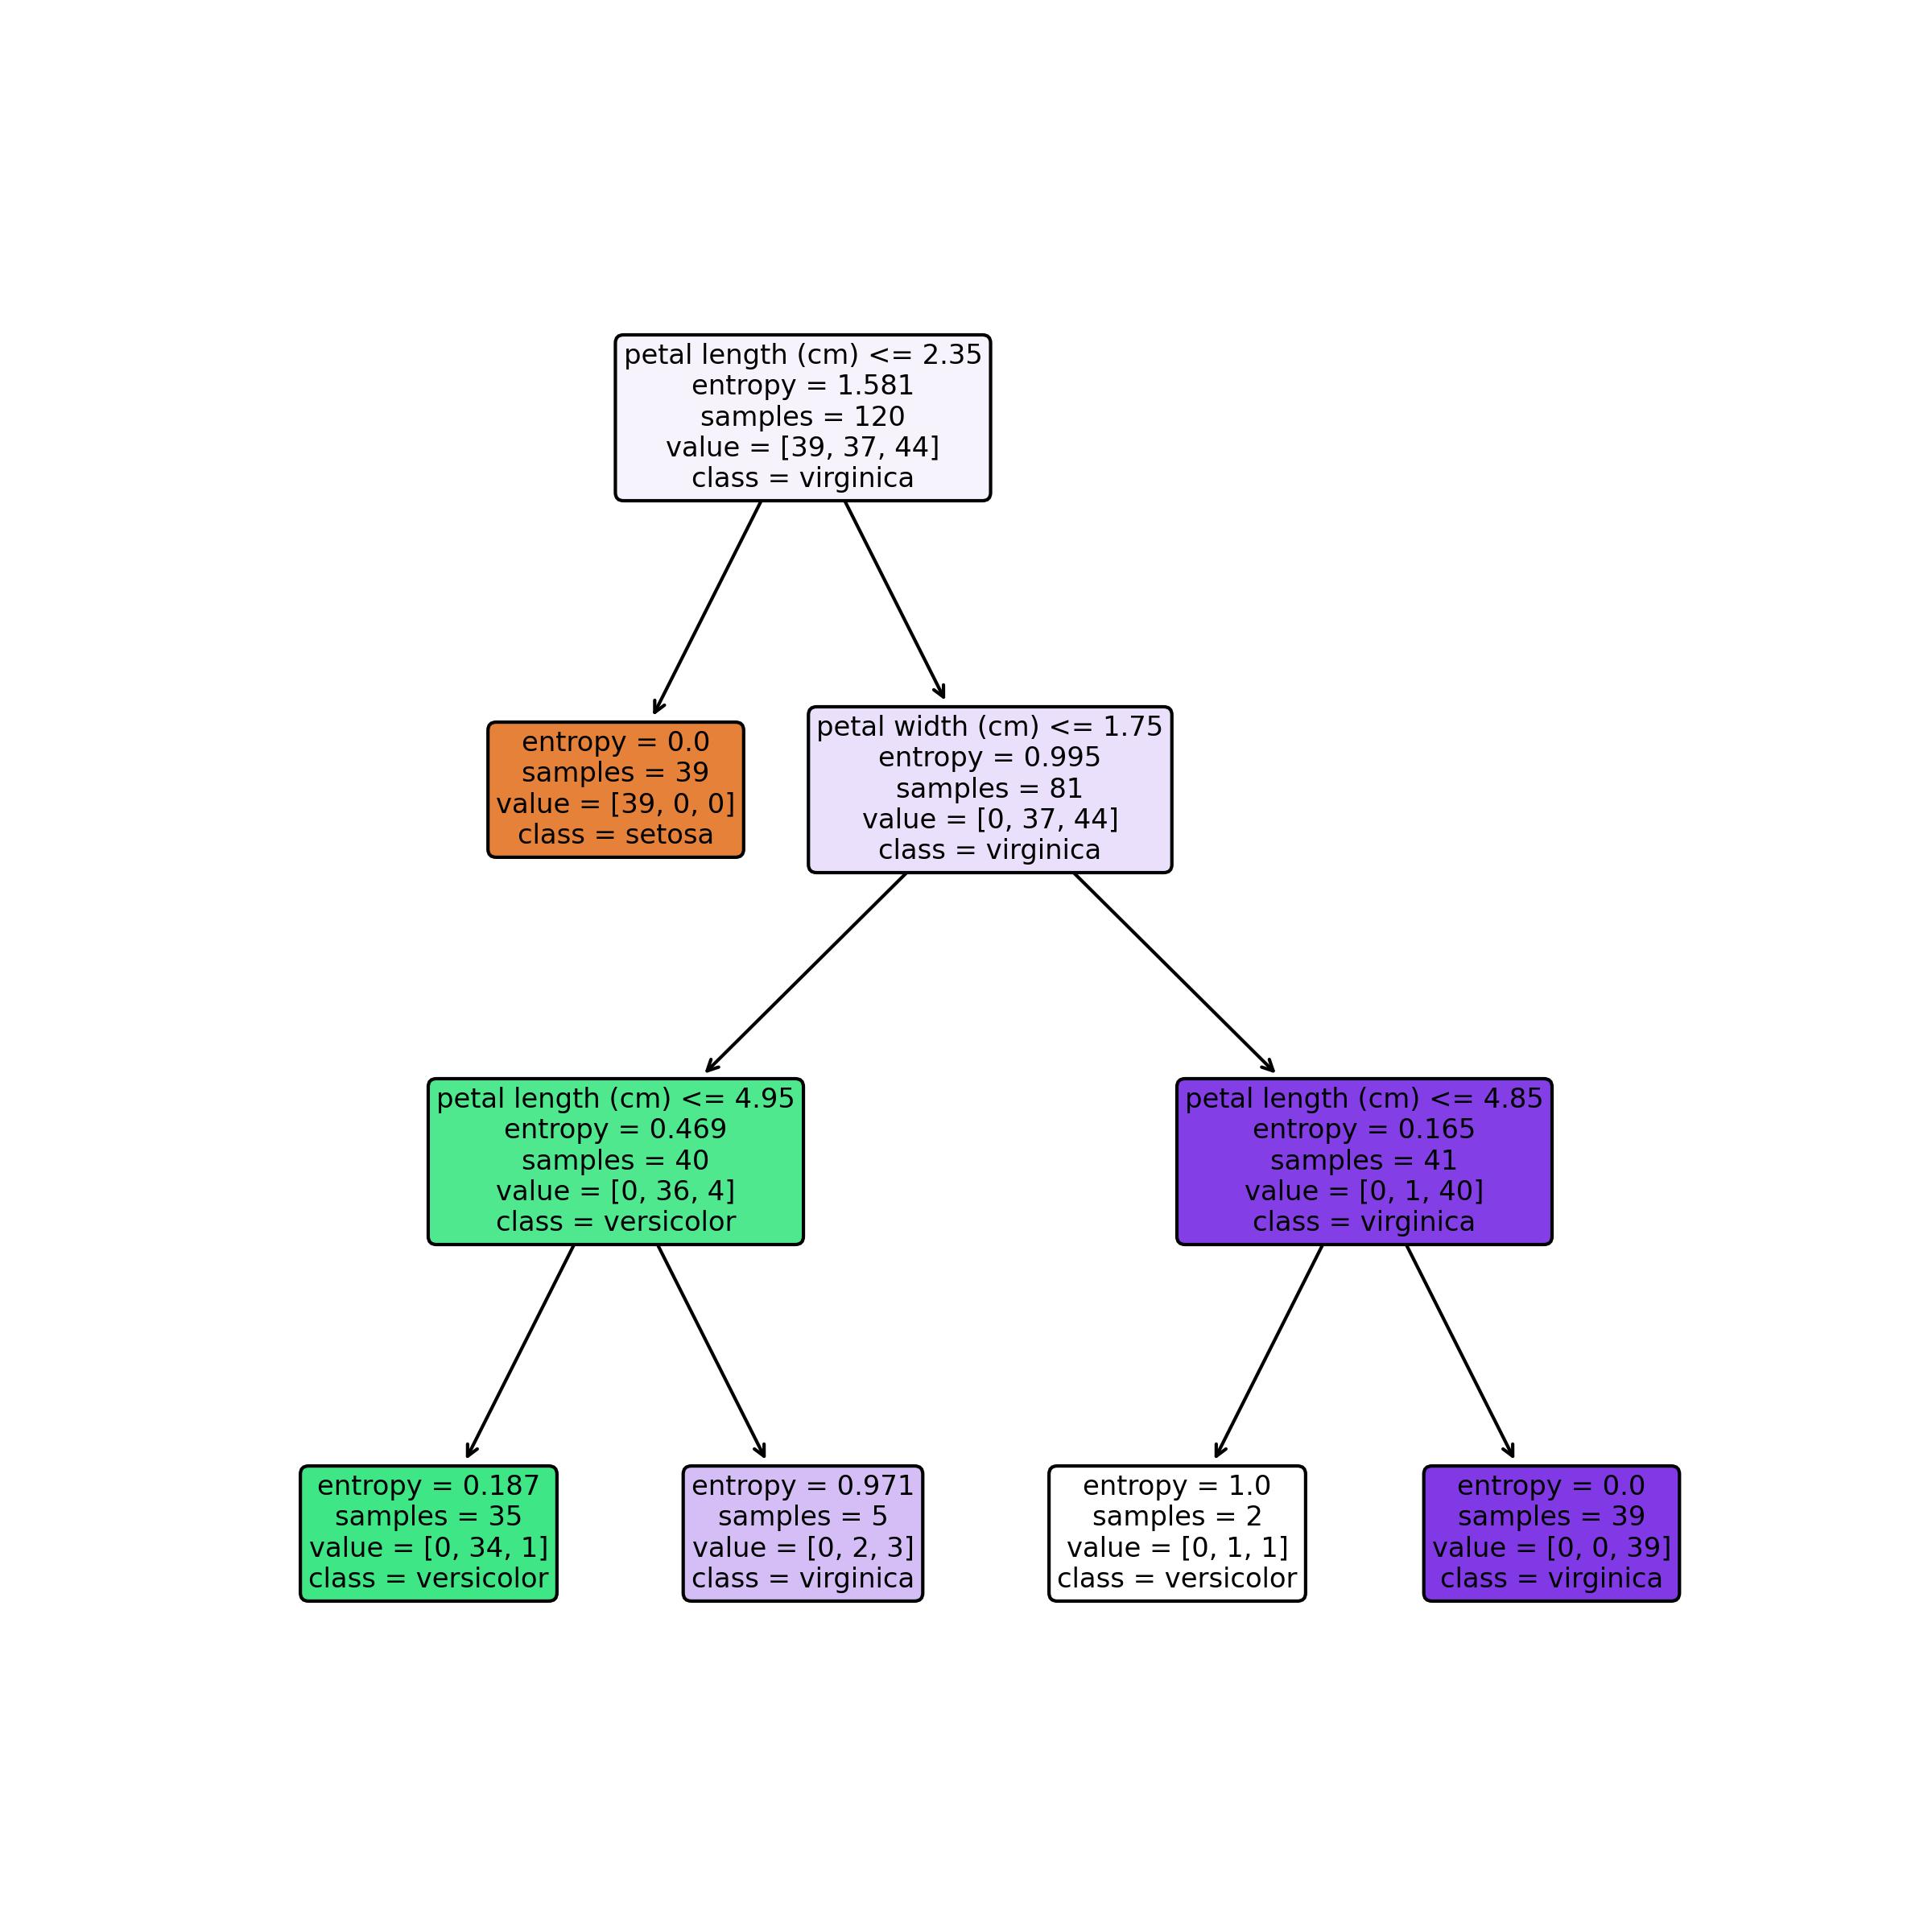 petal length (cm) <= 2.35
entropy = 1.581
samples = 120
value = [39, 37, 44]
class = virginica
entropy = 0.0
samples = 39
value = [39, 0, 0]
class = setosa
petal width (cm) <= 1.75
entropy = 0.995
samples = 81
value = [0, 37, 44]
class = virginica
petal length (cm) <= 4.95
entropy = 0.469
samples = 40
value = [0, 36, 4]
class = versicolor
petal length (cm) <= 4.85
entropy = 0.165
samples = 41
value = [0, 1, 40]
class = virginica
entropy = 0.187
samples = 35
value = [0, 34, 1]
class = versicolor
entropy = 0.971
samples = 5
value = [0, 2, 3]
class = virginica
entropy = 1.0
samples = 2
value = [0, 1, 1]
class = versicolor
entropy = 0.0
samples = 39
value = [0, 0, 39]
class = virginica